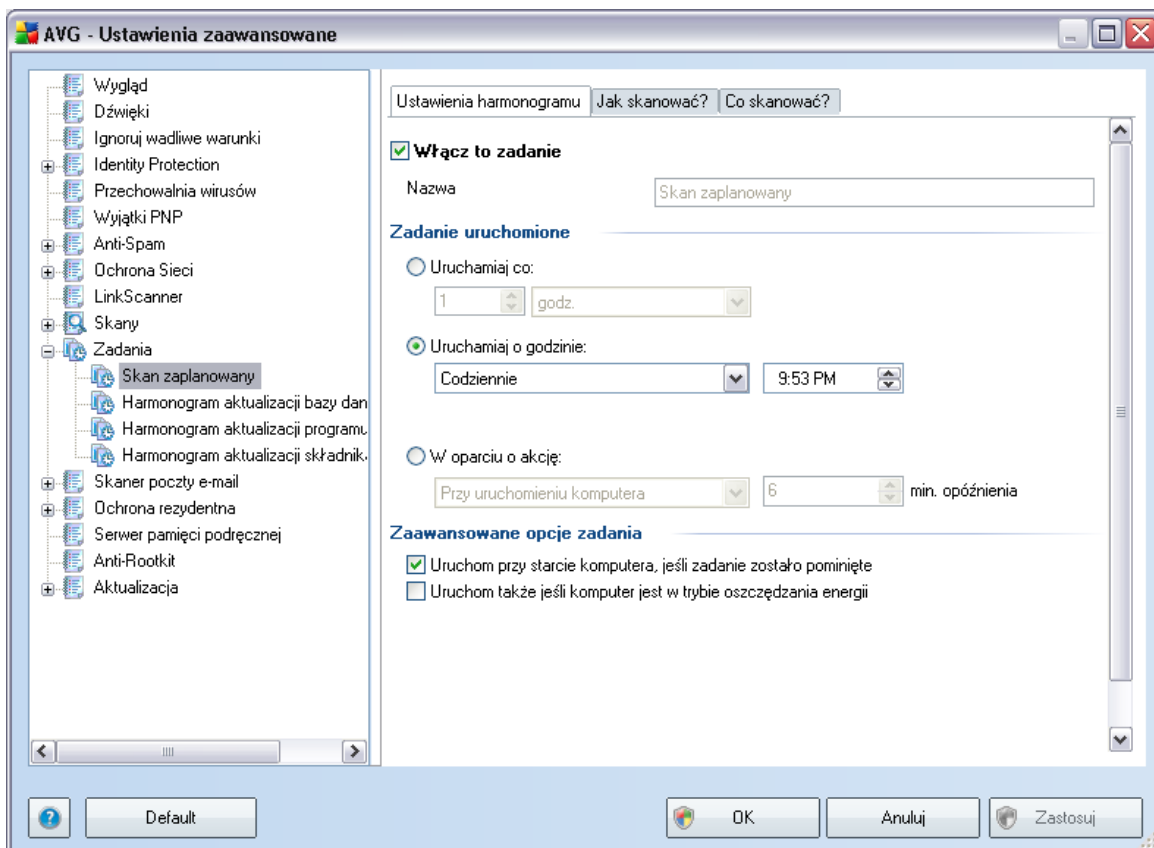 AVG - Ustawienia zaawansowane
Wygląd
Dźwięki
Ignoruj wadliwe warunki
Identity Protection
Przechowalnia wirusów
Wyjątki PNP
Anti-Spam
Ochrona Sieci
LinkScanner
Skany
Zadania
Skan zaplanowany
Harmonogram aktualizacji bazy dan
Harmonogram aktualizacji programu
Harmonogram aktualizacji składnik
Skaner poczty e-mail
Ochrona rezydentna
Serwer pamięci podręcznej
Anti-Rootkit
Aktualizacja
Ustawienia harmonogramu Jak skanować? Co skanować?
Włącz to zadanie
Nazwa Skan zaplanowany
Zadanie uruchomione
Uruchamiaj co:
1 godz.
Uruchamiaj o godzinie:
Codziennie 9:53 PM
W oparciu o akcję:
Przy uruchomieniu komputera 6 min. opóźnienia
Zaawansowane opcje zadania
Uruchom przy starcie komputera, jeśli zadanie zostało pominięte
Uruchom także jeśli komputer jest w trybie oszczędzania energii
? Default OK Anuluj Zastosuj